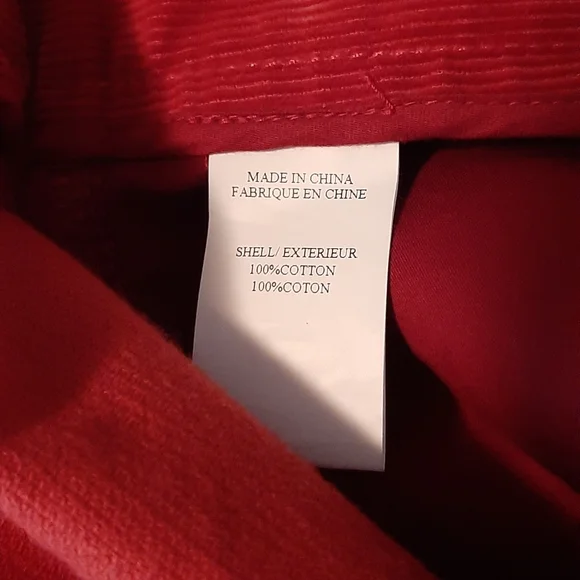 MADE IN CHINA
FABRIQUE EN CHINE
SHELL/ EXTERIEUR
100%COTTON
100%COTON